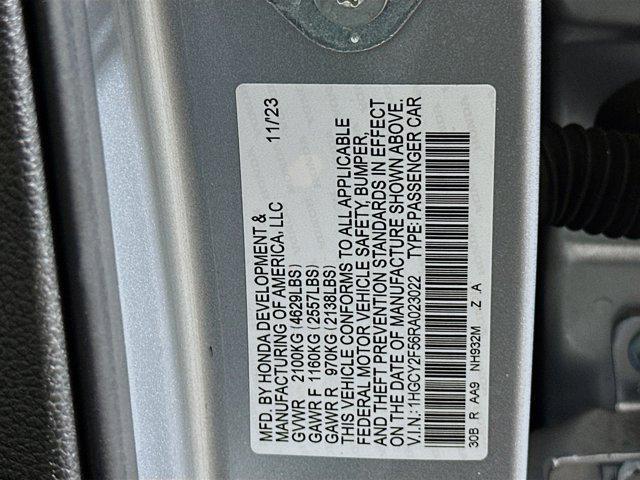 MFD. BY HONDA DEVELOPMENT &
MANUFACTURING OF AMERICA, LLC 11/'23
GVWR 2100KG(4629LBS)
GAWR F 1160KG(2557LBS)
GAWR R 970KG(2138LBS)
THIS VEHICLE CONFORMS TO ALL APPLICABLE
FEDERAL MOTOR VEHICLE SAFETY, BUMPER,
AND THEFT PREVENTION STANDARDS IN EFFECT
ON THE DATE OF MANUFACTURE SHOWN ABOVE.
V.I.N.:1HGCY2F56RA023022 TYPE:PASSENGER CAR
30B R AA9 NH932M .Z .A